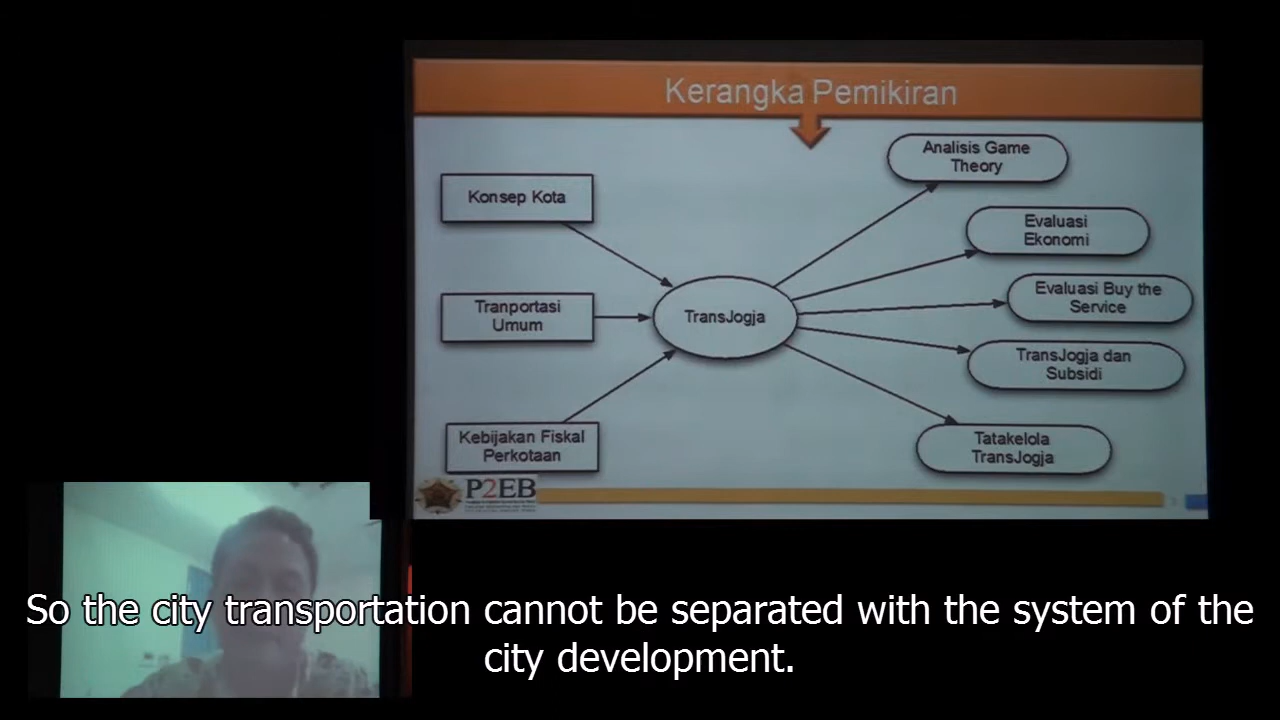 Kerangka Pemikiran
Konsep Kota
Tranportasi
Umum
Kebijakan Fiskal
Perkotaan
TransJogja
Analisis Game
Theory
Evaluasi
Ekonomi
Evaluasi Buy the
Service
TransJogja dan
Subsidi
Tatakelola
TransJogja
P2EB
So the city transportation cannot be separated with the system of the
city development.